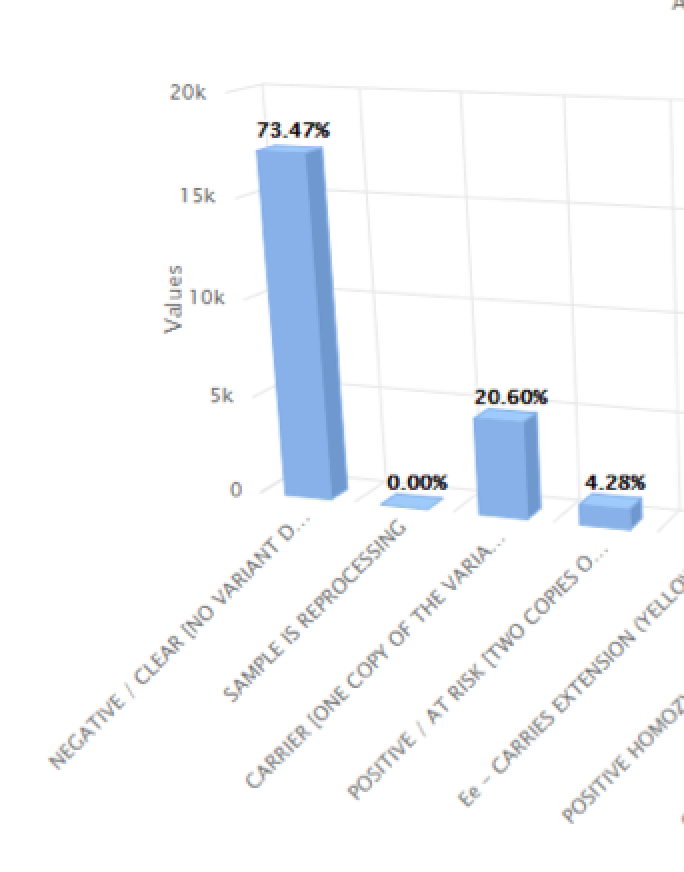 20k
73.47%
15k
Values
10k
20.60%
5k
4.28%
0.00%
0
NEGATIVE / CLEAR [NO VARIANT D...
SAMPLE IS REPROCESSING
CARRIER [ONE COPY OF THE VARIA...
POSITIVE / AT RISK [TWO COPIES O...
Ee - CARRIES EXTENSION (YELLO
POSITIVE HOMOZ